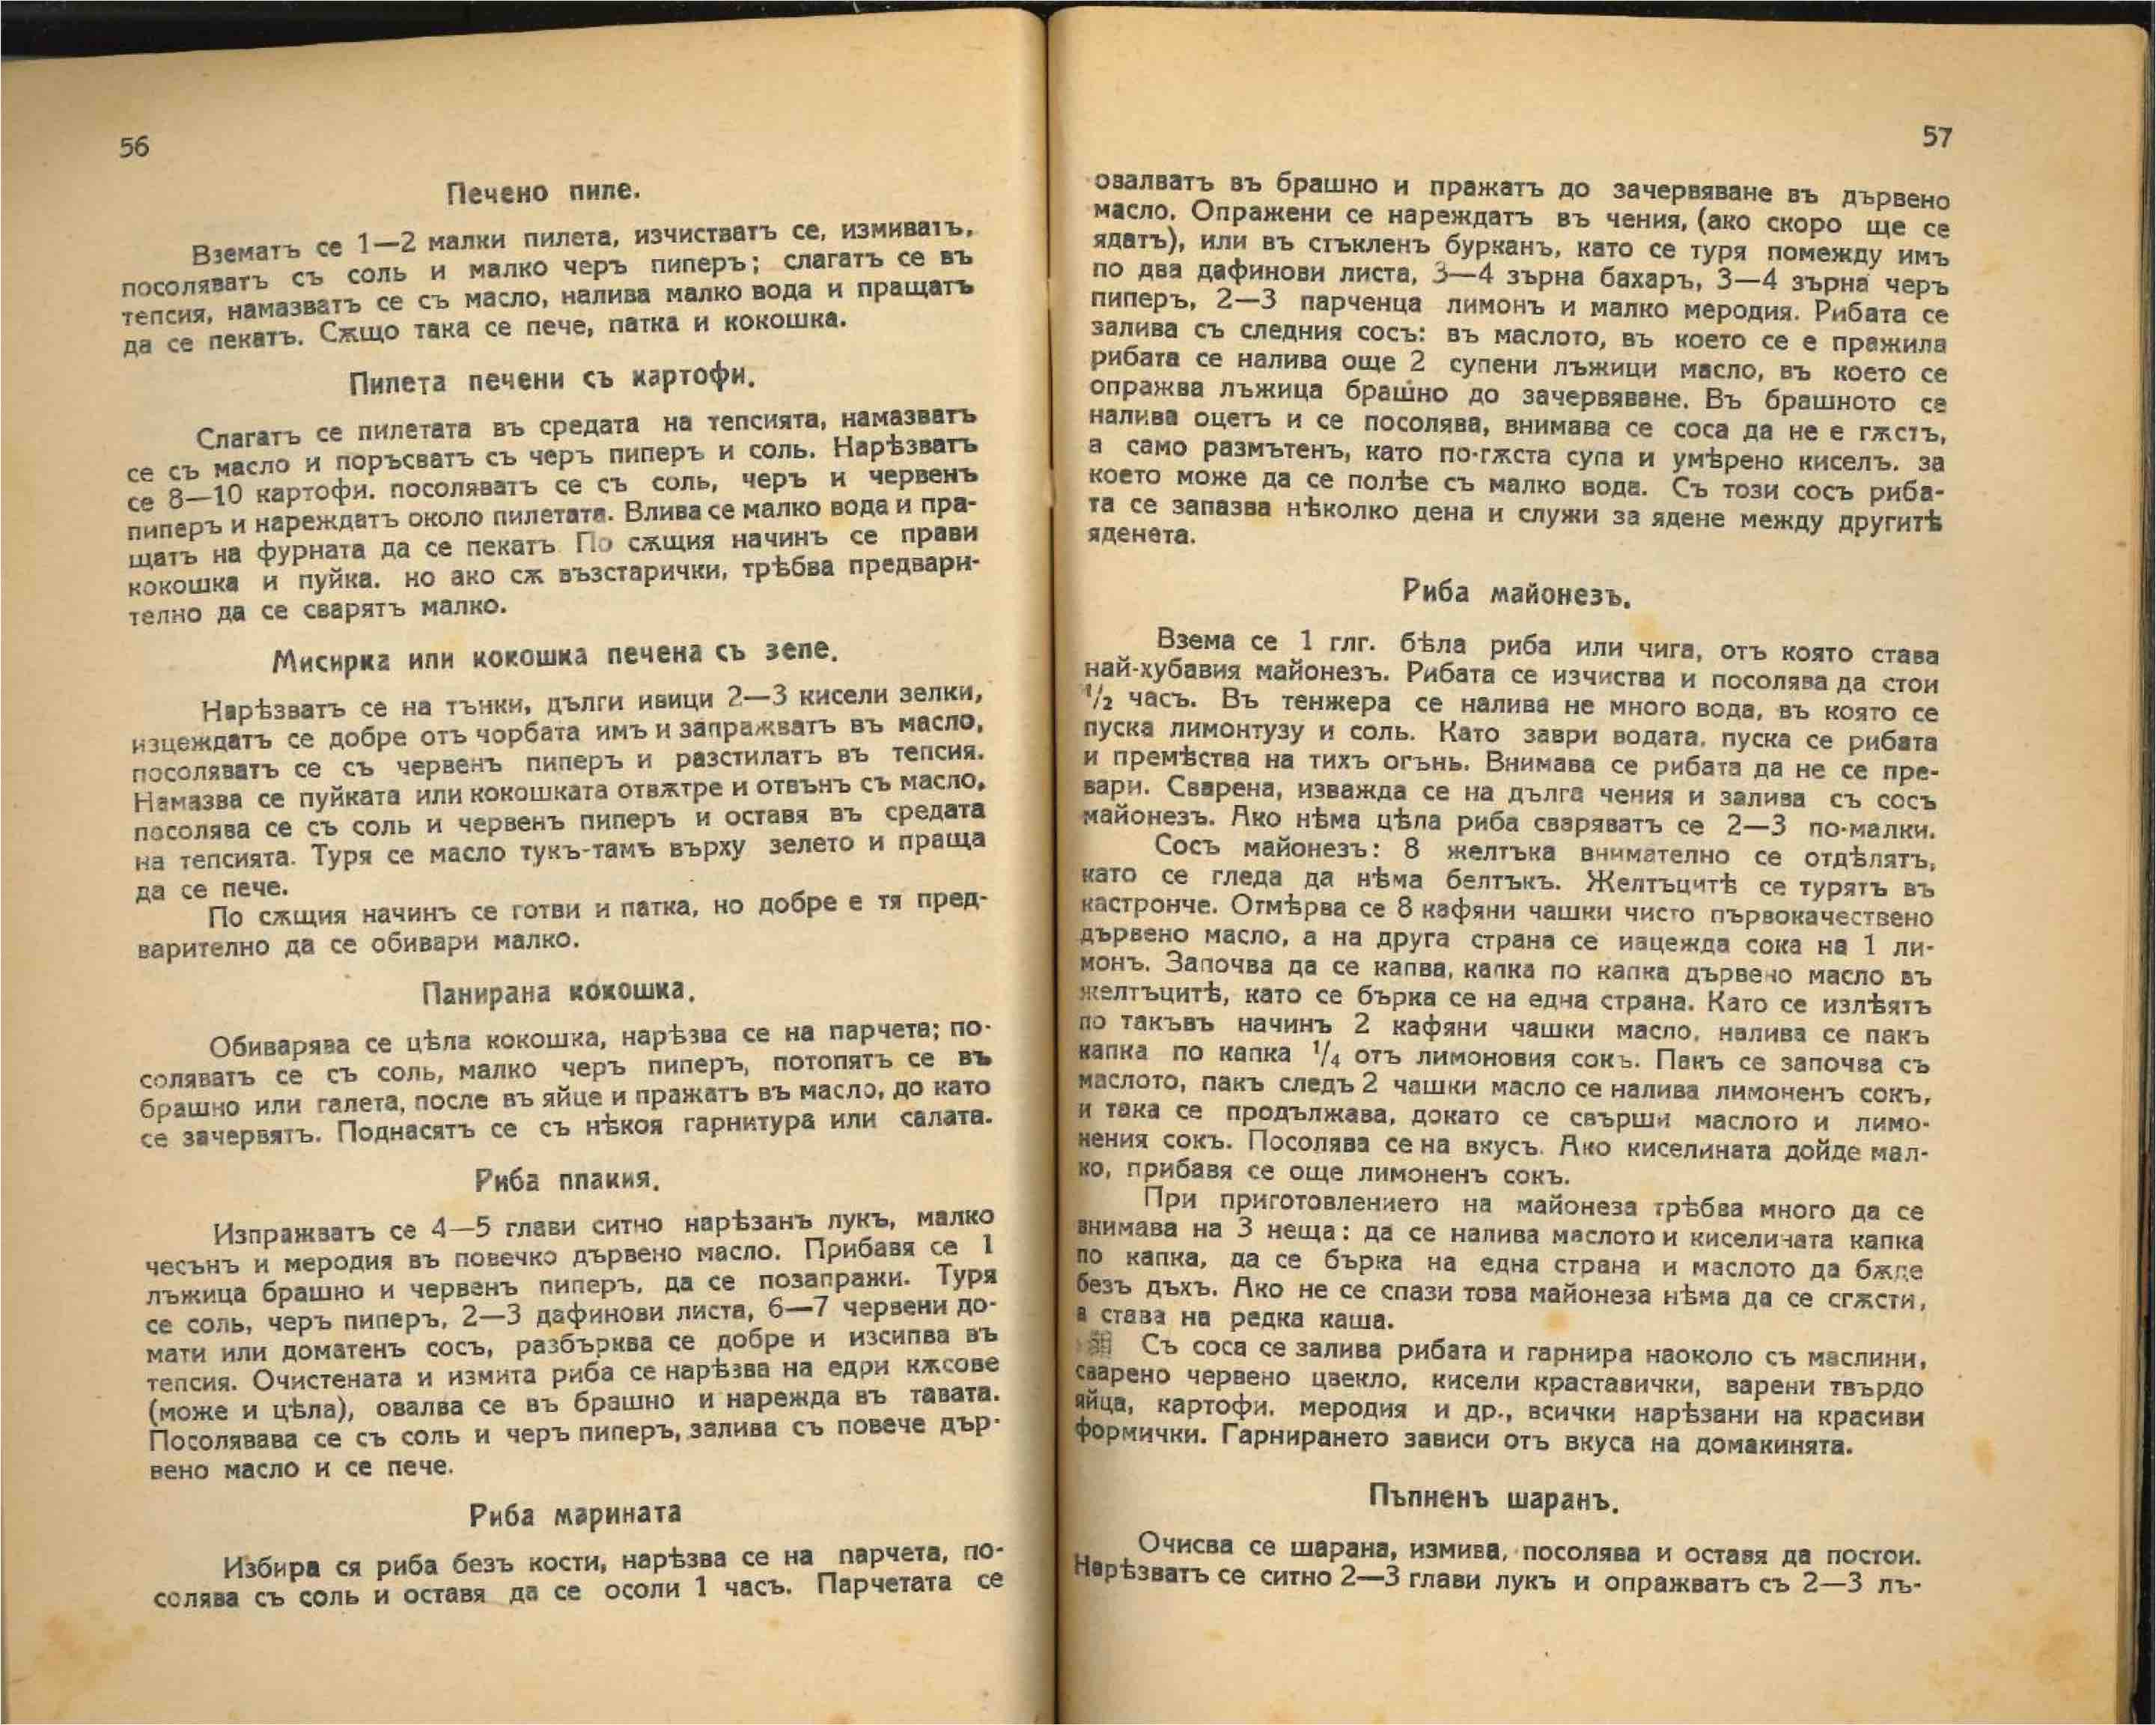 56
Печено пиле.
Взематъ се 1—2 малки пилета, изчистватъ се, измиватъ,
посоляватъ съ соль и малко черъ пиперъ; слагатъ се въ
тепсия, намазватъ се съ масло, налива малко вода и пращатъ
да се пекатъ. Сѫщо така се пече, патка и кокошка.
Пилета печени съ картофи.
Слагатъ се пилетата въ средата на тепсията, намазватъ
се съ масло и поръсватъ съ черъ пиперъ и соль. Нарѣзватъ
се 8—10 картофи. посоляватъ се съ соль, черъ и червенъ
пиперъ и нареждатъ около пилетата. Влива се малко вода и пра-
щатъ на фурната да се пекатъ По сѫщия начинъ се прави
кокошка и пуйка. но ако сѫ възстарички, трѣбва предвари-
телно да се сварятъ малко.
Мисирка или кокошка печена съ зеле.
Нарѣзватъ се на тънки, дълги ивици 2—3 кисели зелки,
изцеждатъ се добре отъ чорбата имъ и запражватъ въ масло,
посоляватъ се съ червенъ пиперъ и разстилатъ въ тепсия.
Намазва се пуйката или кокошката отвѫтре и отвънъ съ масло,
посолява се съ соль и червенъ пиперъ и оставя въ средата
на тепсията. Туря се масло тукъ-тамъ върху зелето и праща
да се пече.
По сѫщия начинъ се готви и патка, но добре е тя пред-
варително да се обивари малко.
Панирана кокошка.
Обиварява се цѣла кокошка, нарѣзва се на парчета; по-
соляватъ се съ соль, малко черъ пиперъ, потопятъ се въ
брашно или галета, после въ яйце и пражатъ въ масло, до като
се зачервятъ. Поднасятъ се съ нѣкоя гарнитура или салата.
Риба плакия.
Изпражватъ се 4—5 глави ситно нарѣзанъ лукъ, малко
чесънъ и меродия въ повечко дървено масло. Прибавя се 1
лъжица брашно и червенъ пиперъ, да се позапражи. Туря
се соль, черъ пиперъ, 2—3 дафинови листа, 6—7 червени до-
мати или доматенъ сосъ, разбърква се добре и изсипва въ
тепсия. Очистената и измита риба се нарѣзва на едри кѫсове
(може и цѣла), овалва се въ брашно и нарежда въ тавата.
Посолявава се съ соль и черъ пиперъ, залива съ повече дър-
вено масло и се пече.
Риба марината
Избира ся риба безъ кости, нарѣзва се на парчета, по-
солява съ соль и оставя да се осоли 1 часъ. Парчетата се
57
овалватъ въ брашно и пражатъ до зачервяване въ дървено
масло. Опражени се нареждатъ въ чения, (ако скоро ще се
ядатъ), или въ стъкленъ бурканъ, като се туря помежду имъ
по два дафинови листа, 3—4 зърна бахаръ, 3—4 зърна черъ
пиперъ, 2—3 парченца лимонъ и малко меродия. Рибата се
залива съ следния сосъ: въ маслото, въ което се е пражила
рибата се налива още 2 супени лъжици масло, въ което се
опражва лъжица брашно до зачервяване. Въ брашното се
налива оцетъ и се посолява, внимава се соса да не е гѫстъ,
а само размътенъ, като по-гѫста супа и умѣрено киселъ. за
което може да се полѣе съ малко вода. Съ този сосъ риба-
та се запазва нѣколко дена и служи за ядене между другитѣ
яденета.
Риба майонезъ.
Взема се 1 глг. бѣла риба или чига, отъ която става
най-хубавия майонезъ. Рибата се изчиства и посолява да стои
1/2 часъ. Въ тенжера се налива не много вода, въ която се
пуска лимонтузу и соль. Като заври водата, пуска се рибата
и премѣства на тихъ огънь. Внимава се рибата да не се пре-
вари. Сварена, изважда се на дълга чения и залива съ сосъ
майонезъ. Ако нѣма цѣла риба сваряватъ се 2—3 по-малки.
Сосъ майонезъ: 8 желтъка внимателно се отдѣлятъ,
като се гледа да нѣма белтъкъ. Желтъцитѣ се турятъ въ
кастронче. Отмѣрва се 8 кафяни чашки чисто първокачествено
дървено масло, а на друга страна се изцежда сока на 1 ли-
монъ. Започва да се капва, капка по капка дървено масло въ
желтъцитѣ, като се бърка се на една страна. Като се излѣятъ
по такъвъ начинъ 2 кафяни чашки масло, налива се пакъ
капка по капка 1/4 отъ лимоновия сокъ. Пакъ се започва съ
маслото, пакъ следъ 2 чашки масло се налива лимоненъ сокъ,
и така се продължава, докато се свърши маслото и лимо-
нения сокъ. Посолява се на вкусъ. Ако киселината дойде мал-
ко, прибавя се още лимоненъ сокъ.
При приготовлението на майонеза трѣбва много да се
внимава на 3 неща: да се налива маслото и киселината капка
по капка, да се бърка на една страна и маслото да бѫде
безъ дъхъ. Ако не се спази това майонеза нѣма да се сгѫсти,
а става на редка каша.
Съ соса се залива рибата и гарнира наоколо съ маслини,
сварено червено цвекло, кисели краставички, варени твърдо
яйца, картофи. меродия и др., всички нарѣзани на красиви
формички. Гарнирането зависи отъ вкуса на домакинята.
Пълненъ шаранъ.
Очисва се шарана, измива, посолява и оставя да постои.
Нарѣзватъ се ситно 2—3 глави лукъ и опражватъ съ 2—3 лъ-